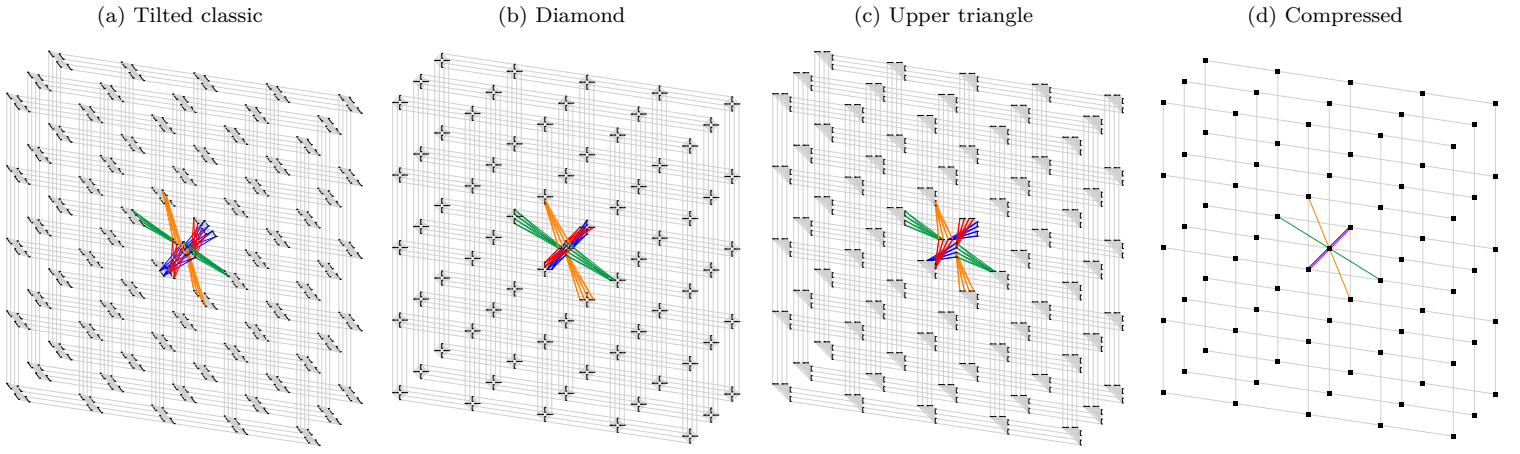 (a) Tilted classic
(b) Diamond
(c) Upper triangle
(d) Compressed